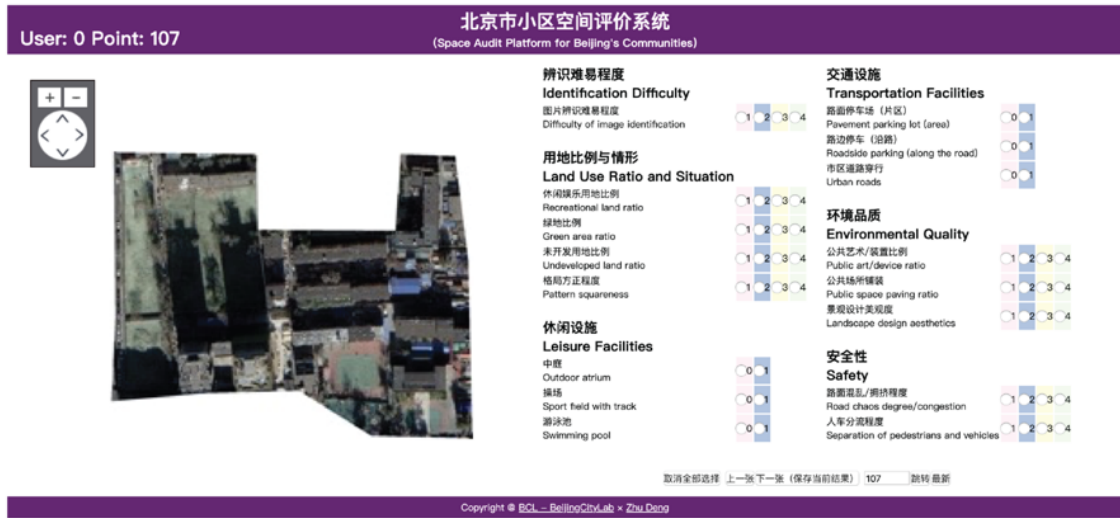 User: 0 Point: 107
北京市小区空间评价系统
(Space Audit Platform for Beijing's Communities)
+ −
辨识难易程度
Identification Difficulty
图片辨识难易程度
Difficulty of image identification
1 2 3 4
用地比例与情形
Land Use Ratio and Situation
休闲娱乐用地比例
Recreational land ratio
1 2 3 4
绿地比例
Green area ratio
1 2 3 4
未开发用地比例
Undeveloped land ratio
1 2 3 4
格局方正程度
Pattern squareness
1 2 3 4
休闲设施
Leisure Facilities
中庭
Outdoor atrium
0 1
操场
Sport field with track
0 1
游泳池
Swimming pool
0 1
交通设施
Transportation Facilities
路面停车场（片区）
Pavement parking lot (area)
0 1
路边停车（沿路）
Roadside parking (along the road)
0 1
市区道路穿行
Urban roads
0 1
环境品质
Environmental Quality
公共艺术/装置比例
Public art/device ratio
1 2 3 4
公共场所铺装
Public space paving ratio
1 2 3 4
景观设计美观度
Landscape design aesthetics
1 2 3 4
安全性
Safety
路面混乱/拥挤程度
Road chaos degree/congestion
1 2 3 4
人车分流程度
Separation of pedestrians and vehicles
1 2 3 4
取消全部选择 上一张 下一张（保存当前结果） 107 跳转 最新
Copyright @ BCL - BeijingCityLab × Zhu Deng